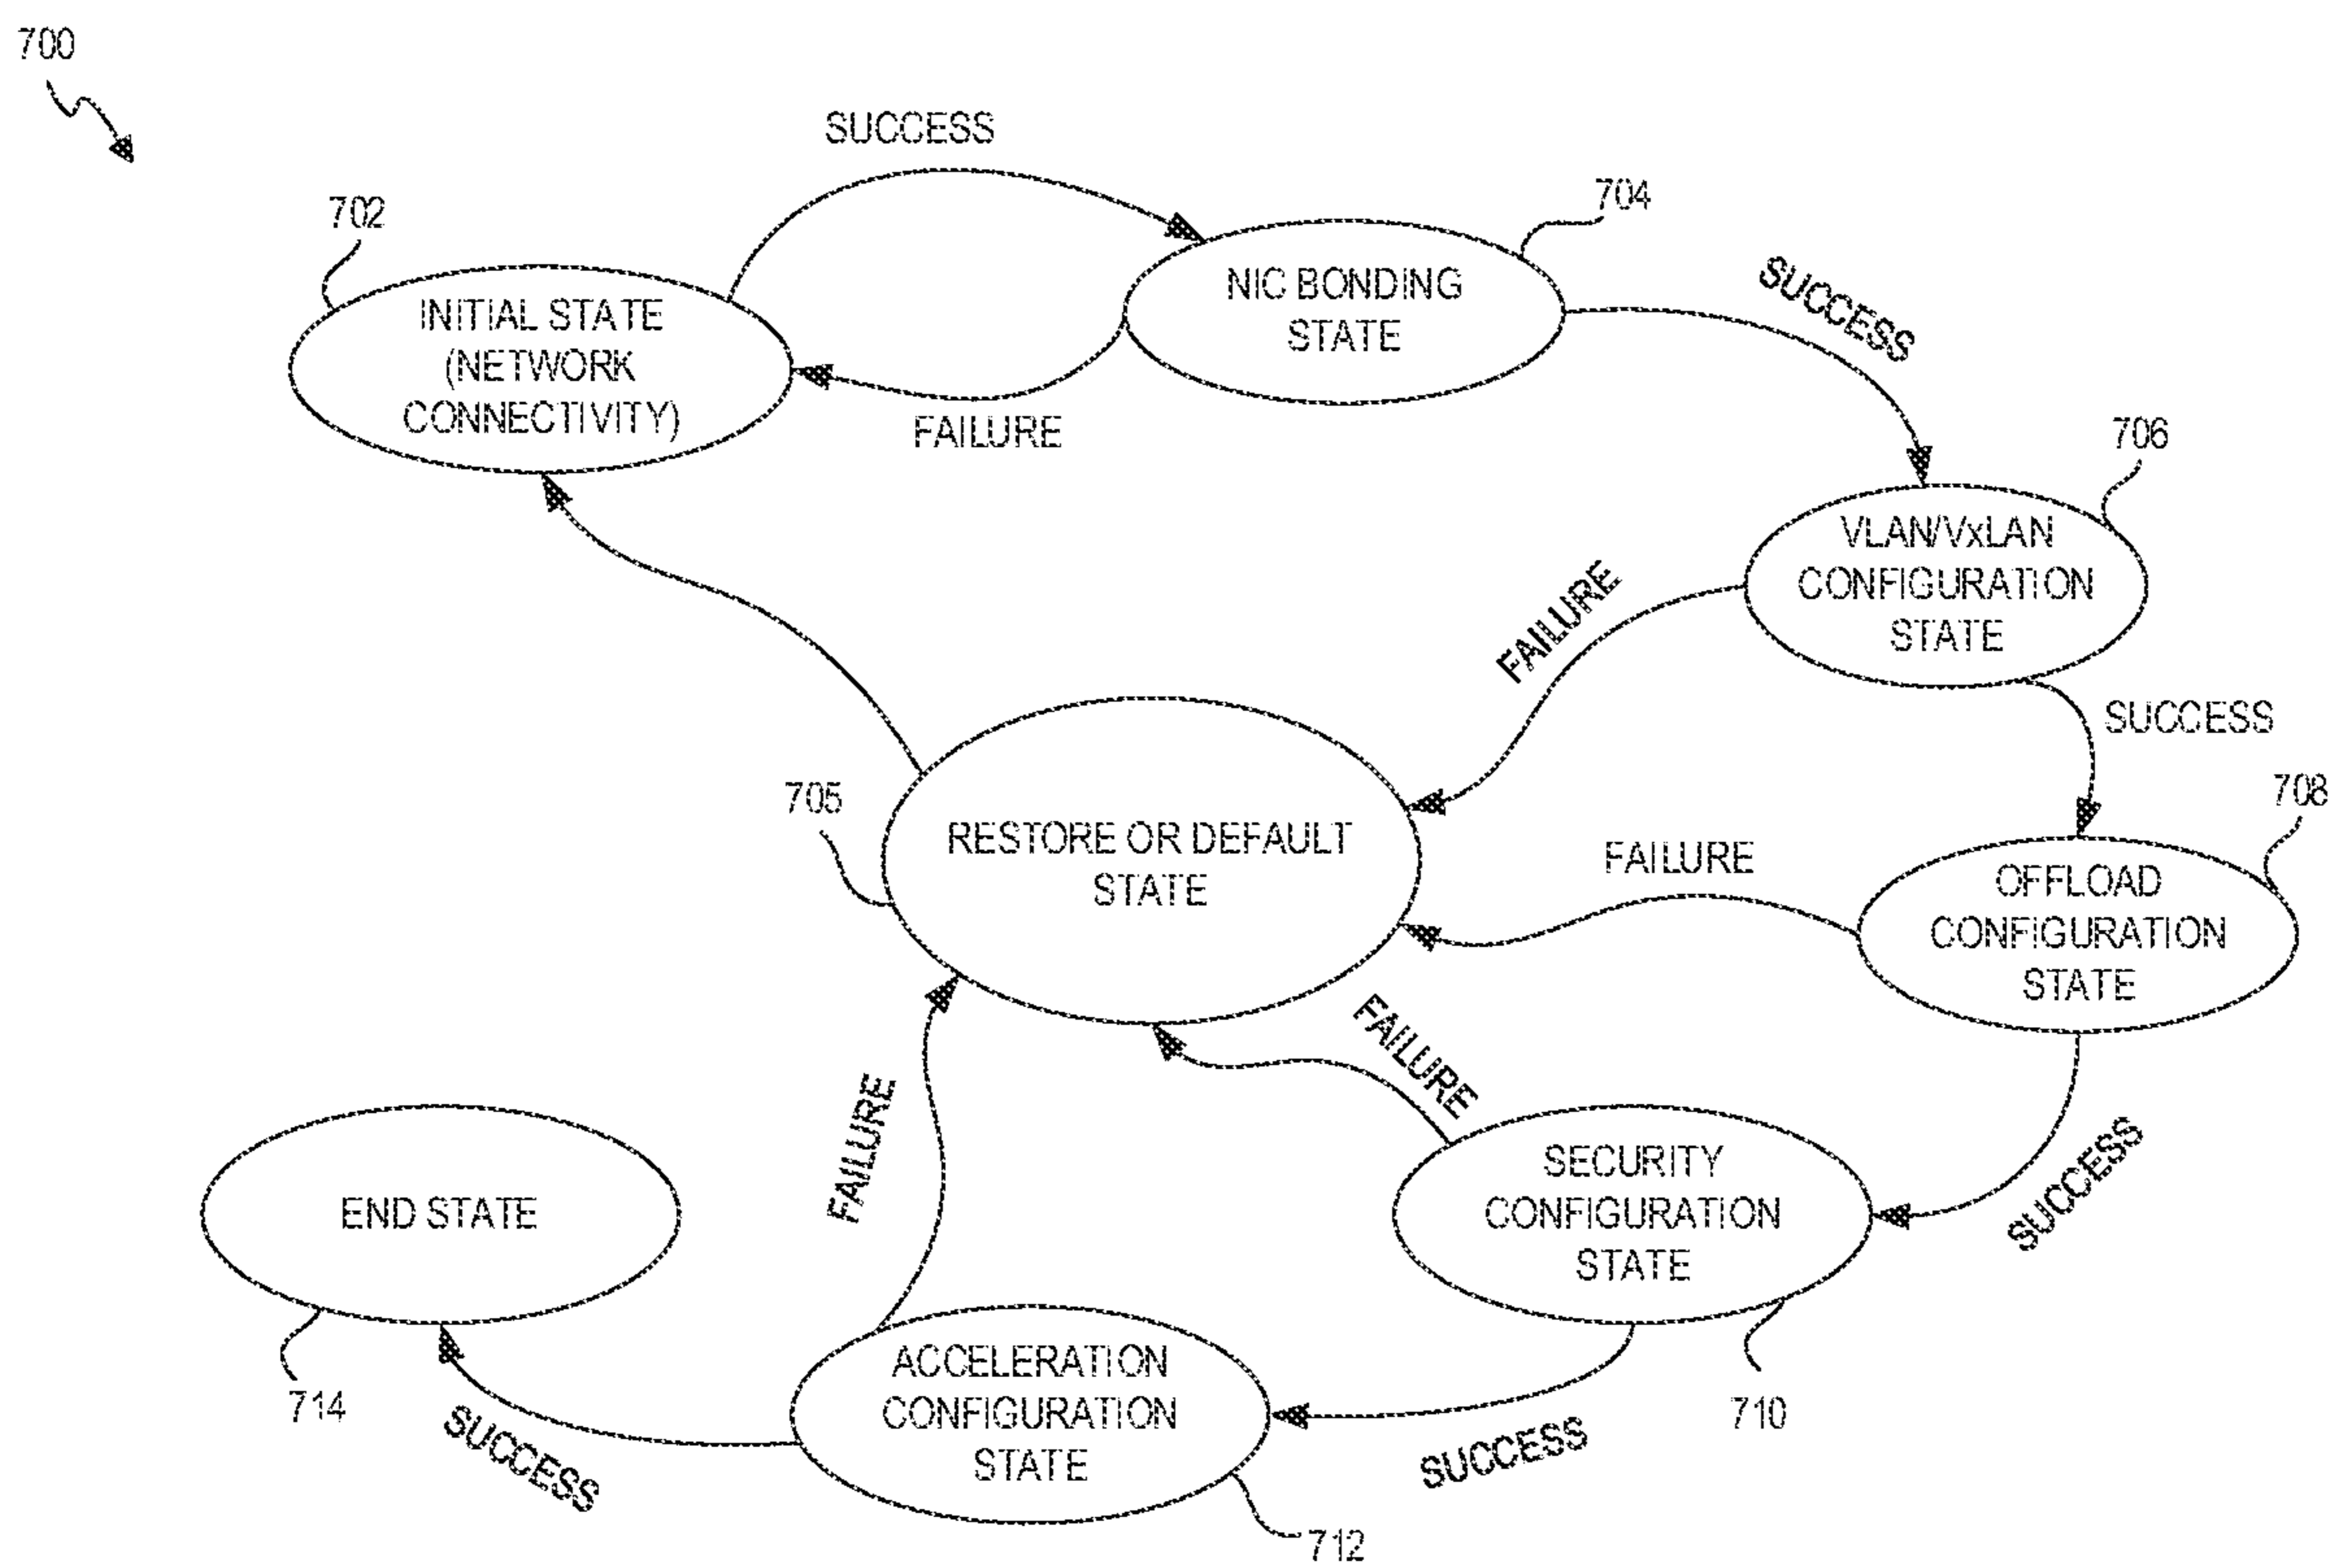 700
SUCCESS
702
704
INITIAL STATE
(NETWORK
CONNECTIVITY)
NIC BONDING
STATE
SUCCESS
FAILURE
706
VLAN/VxLAN
CONFIGURATION
STATE
FAILURE
SUCCESS
705
708
RESTORE OR DEFAULT
STATE
FAILURE
OFFLOAD
CONFIGURATION
STATE
FAILURE
FAILURE
SUCCESS
END STATE
SECURITY
CONFIGURATION
STATE
714
ACCELERATION
CONFIGURATION
STATE
710
SUCCESS
SUCCESS
712